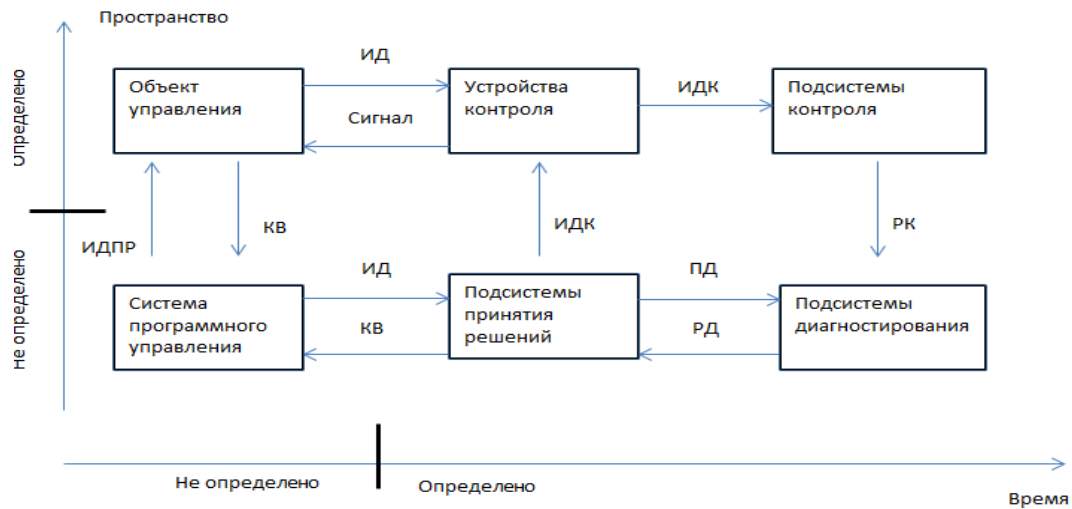 Пространство
ИД
Объект
управления
Устройства
контроля
ИДК
Подсистемы
контроля
Сигнал
Определено
КВ
ИДК
РК
ИДПР
Не определено
ИД
ПД
Система
программного
управления
Подсистемы
принятия
решений
Подсистемы
диагностирования
КВ
РД
Не определено
Определено
Время